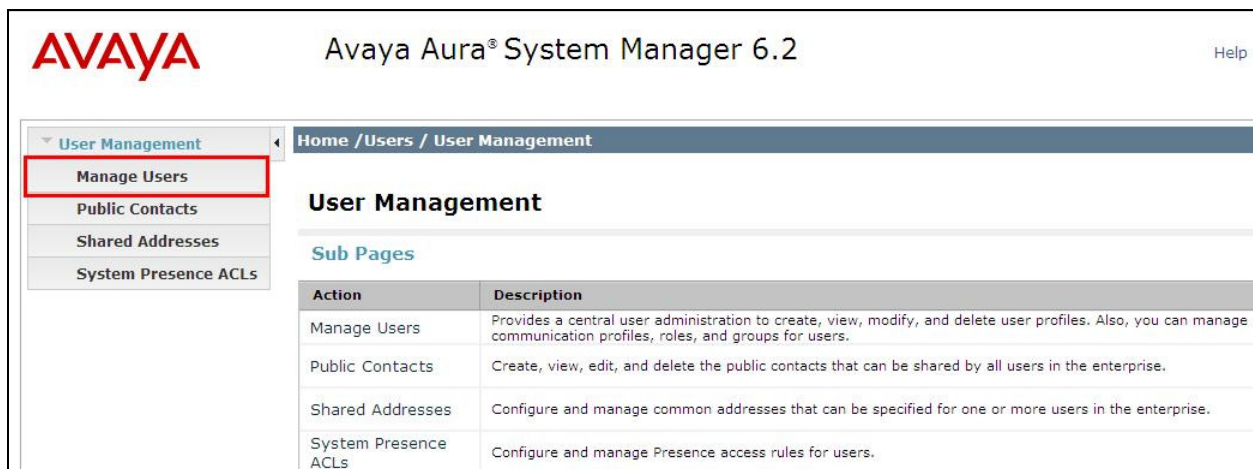 AVAYA
Avaya Aura® System Manager 6.2
Help
User Management
Manage Users
Public Contacts
Shared Addresses
System Presence ACLs
Home /Users / User Management
User Management
Sub Pages
Action Description
Manage Users Provides a central user administration to create, view, modify, and delete user profiles. Also, you can manage
communication profiles, roles, and groups for users.
Public Contacts Create, view, edit, and delete the public contacts that can be shared by all users in the enterprise.
Shared Addresses Configure and manage common addresses that can be specified for one or more users in the enterprise.
System Presence
ACLs Configure and manage Presence access rules for users.